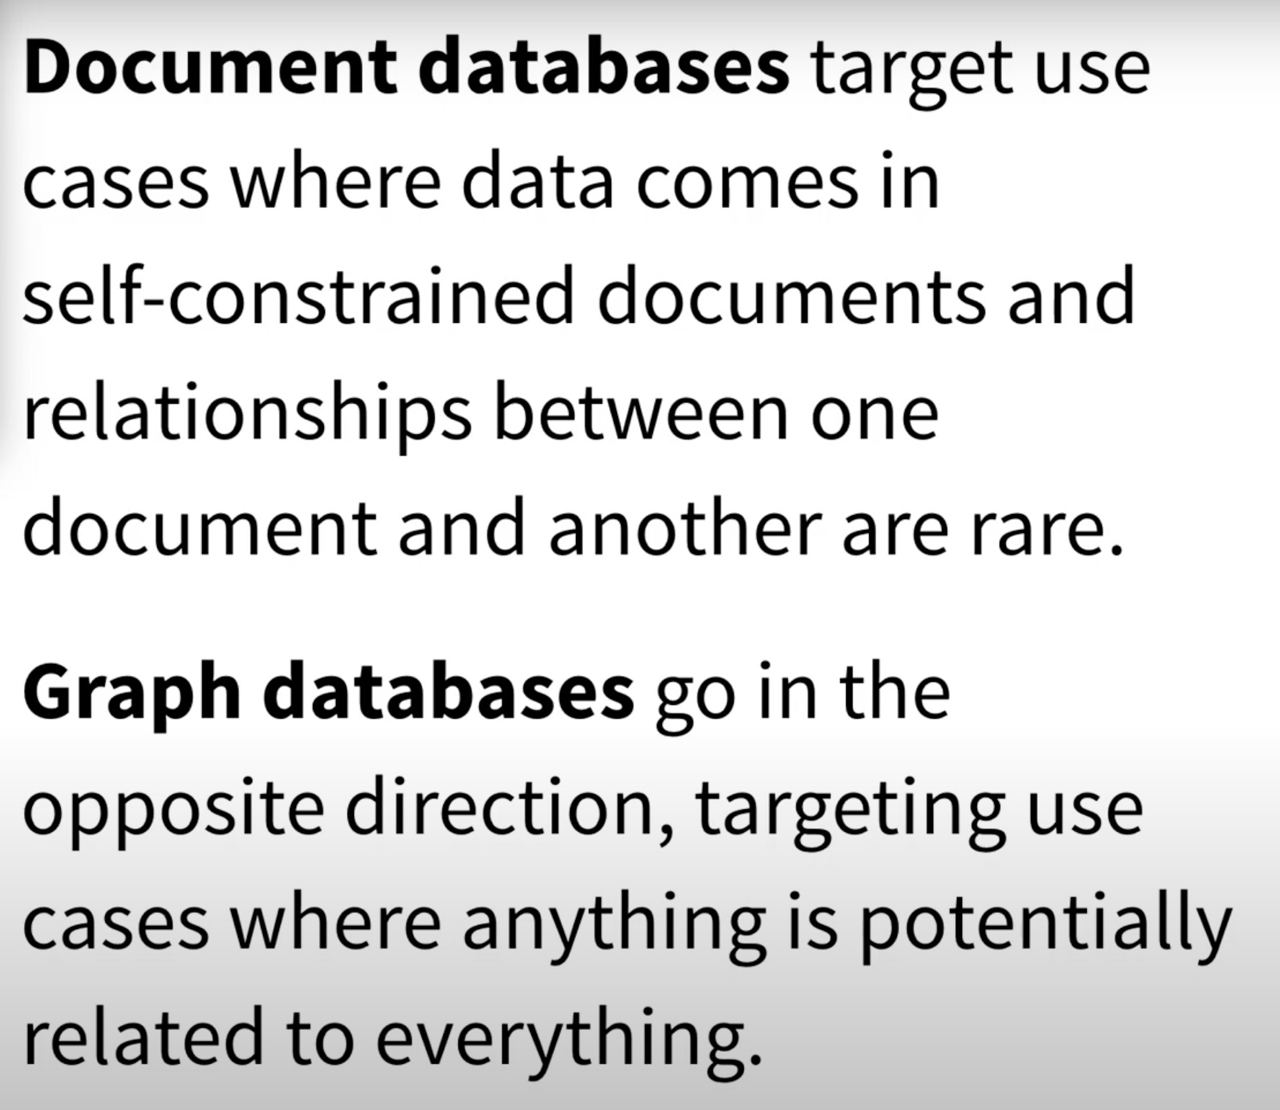 Document databases target use
cases where data comes in
self-constrained documents and
relationships between one
document and another are rare.
Graph databases go in the
opposite direction, targeting use
cases where anything is potentially
related to everything.